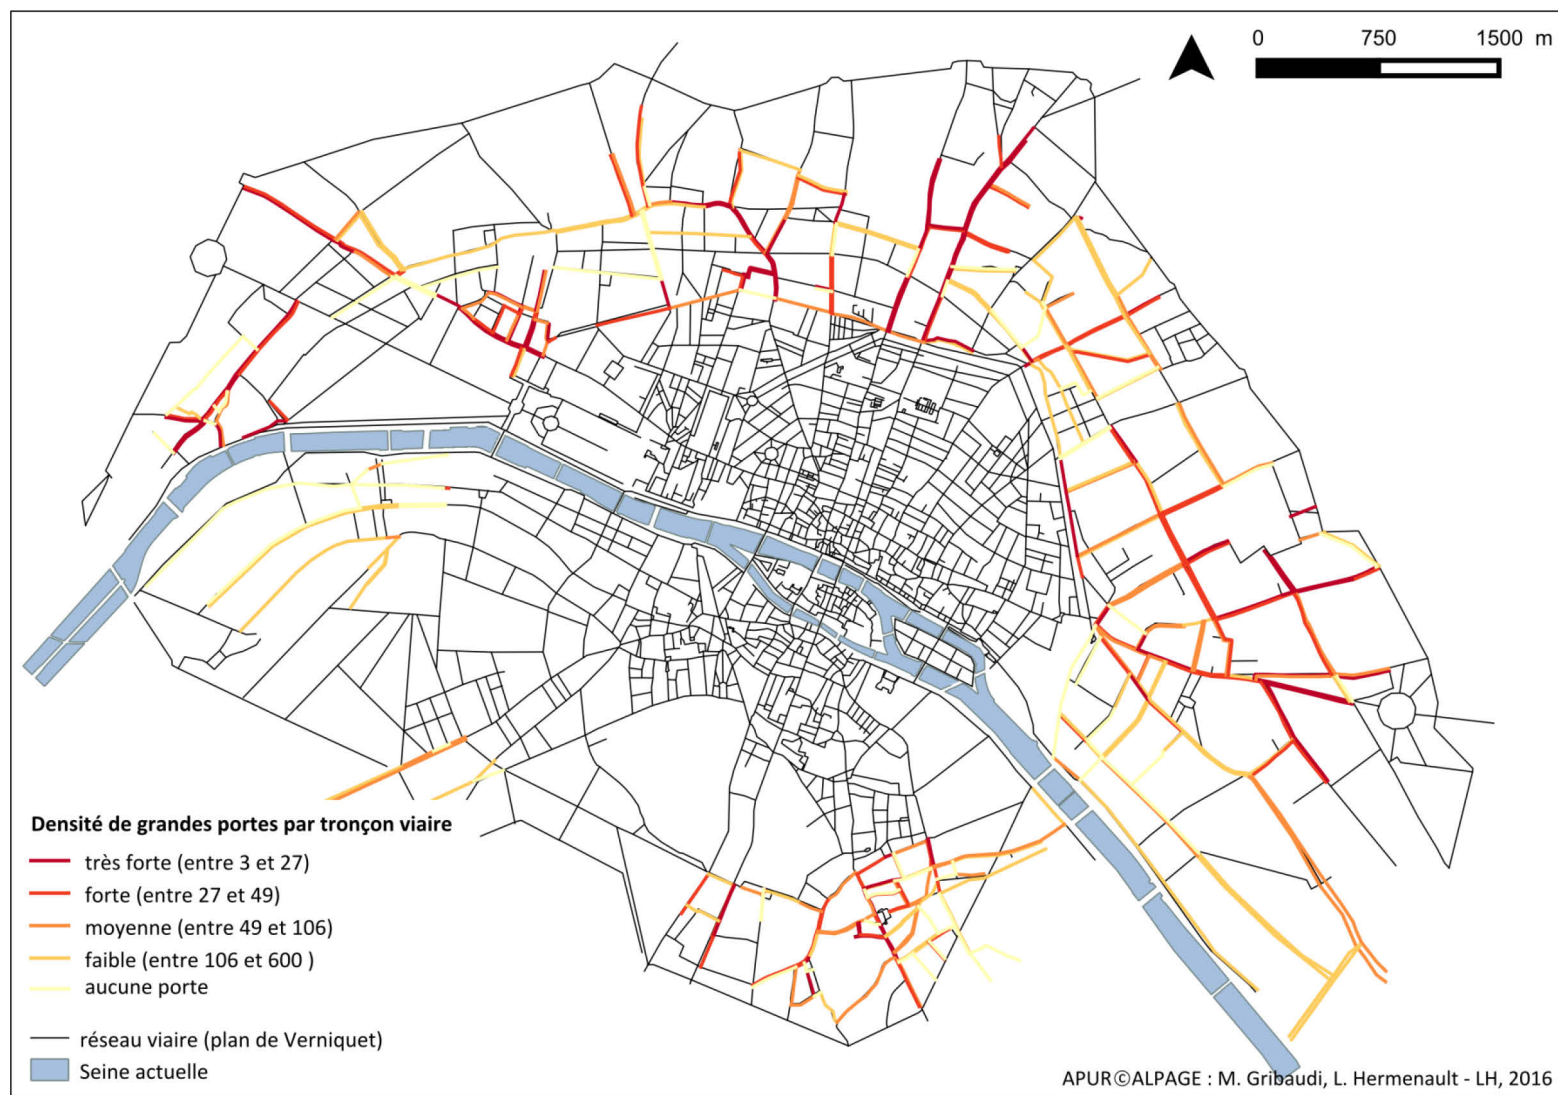 0 750 1500 m
Densité de grandes portes par tronçon viaire
très forte (entre 3 et 27)
forte (entre 27 et 49)
moyenne (entre 49 et 106)
faible (entre 106 et 600 )
aucune porte
réseau viaire (plan de Verniquet)
Seine actuelle
APUR©ALPAGE : M. Gribaudi, L. Hermenault - LH, 2016